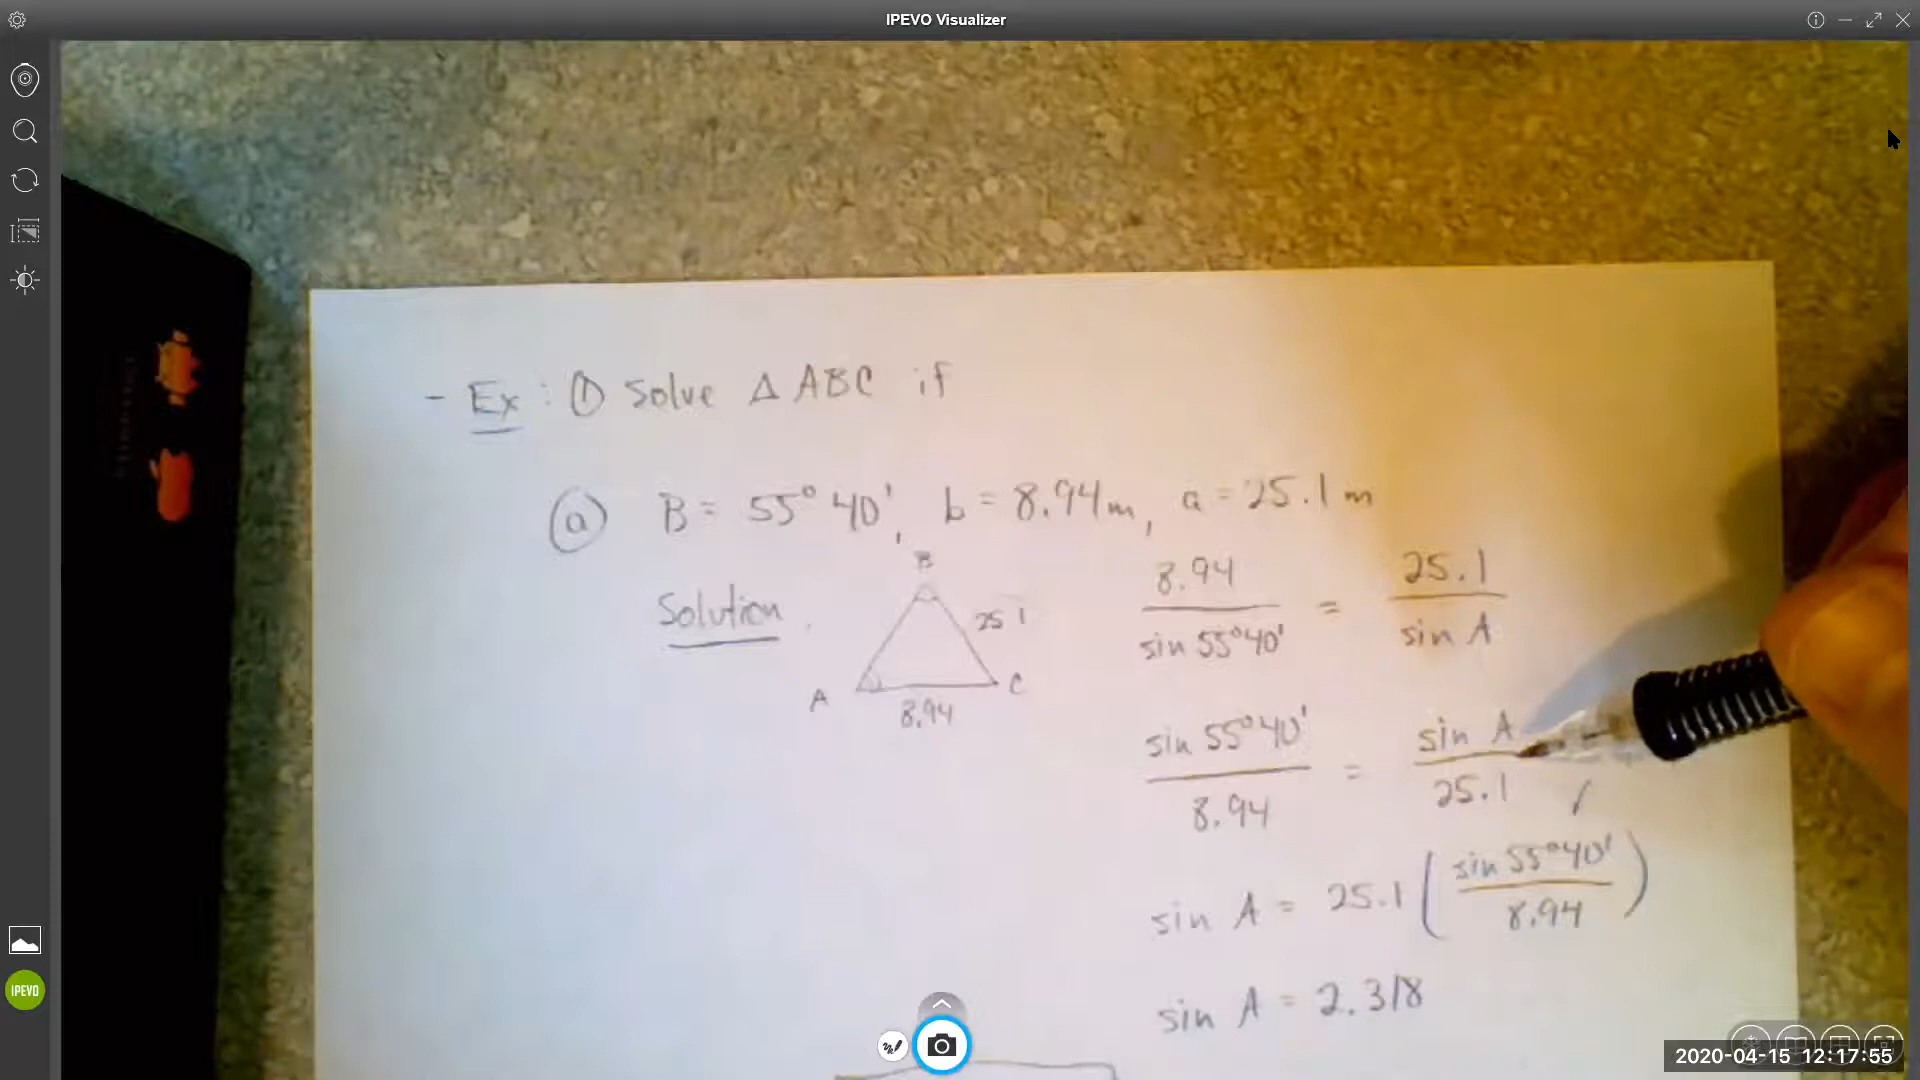 IPEVO Visualizer
- Ex : ① Solve △ ABC if
(a) B = 55° 40', b = 8.94m, a = 25.1 m
Solution
B
25.1
A
C
8.94
8.94 / sin 55°40' = 25.1 / sin A
sin 55°40' / 8.94 = sin A / 25.1
sin A = 25.1 ( sin 55°40' / 8.94 )
sin A = 2.318
IPEVO
2020-04-15 12:17:55